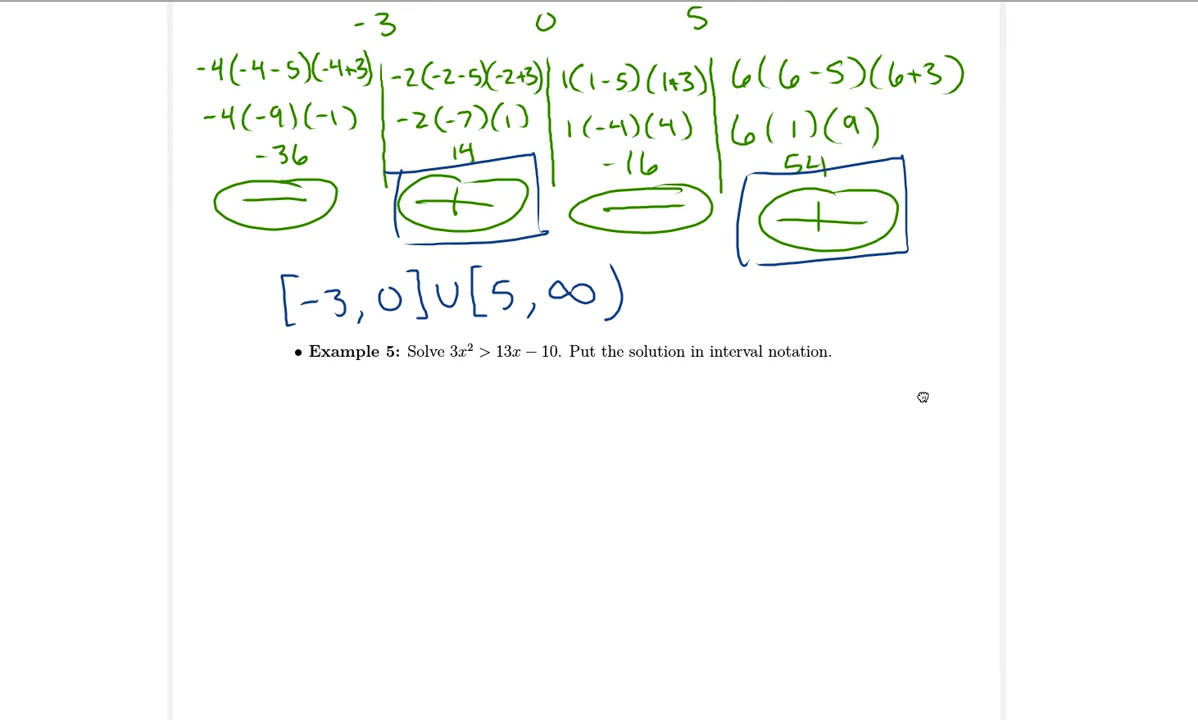 -3 0 5
-4(-4-5)(-4+3) | -2(-2-5)(-2+3) | 1(1-5)(1+3) | 6(6-5)(6+3)
-4(-9)(-1) | -2(-7)(1) | 1(-4)(4) | 6(1)(9)
-36 14 -16 54
− + − +
[-3, 0]∪[5, ∞)
• Example 5: Solve 3x² > 13x − 10. Put the solution in interval notation.